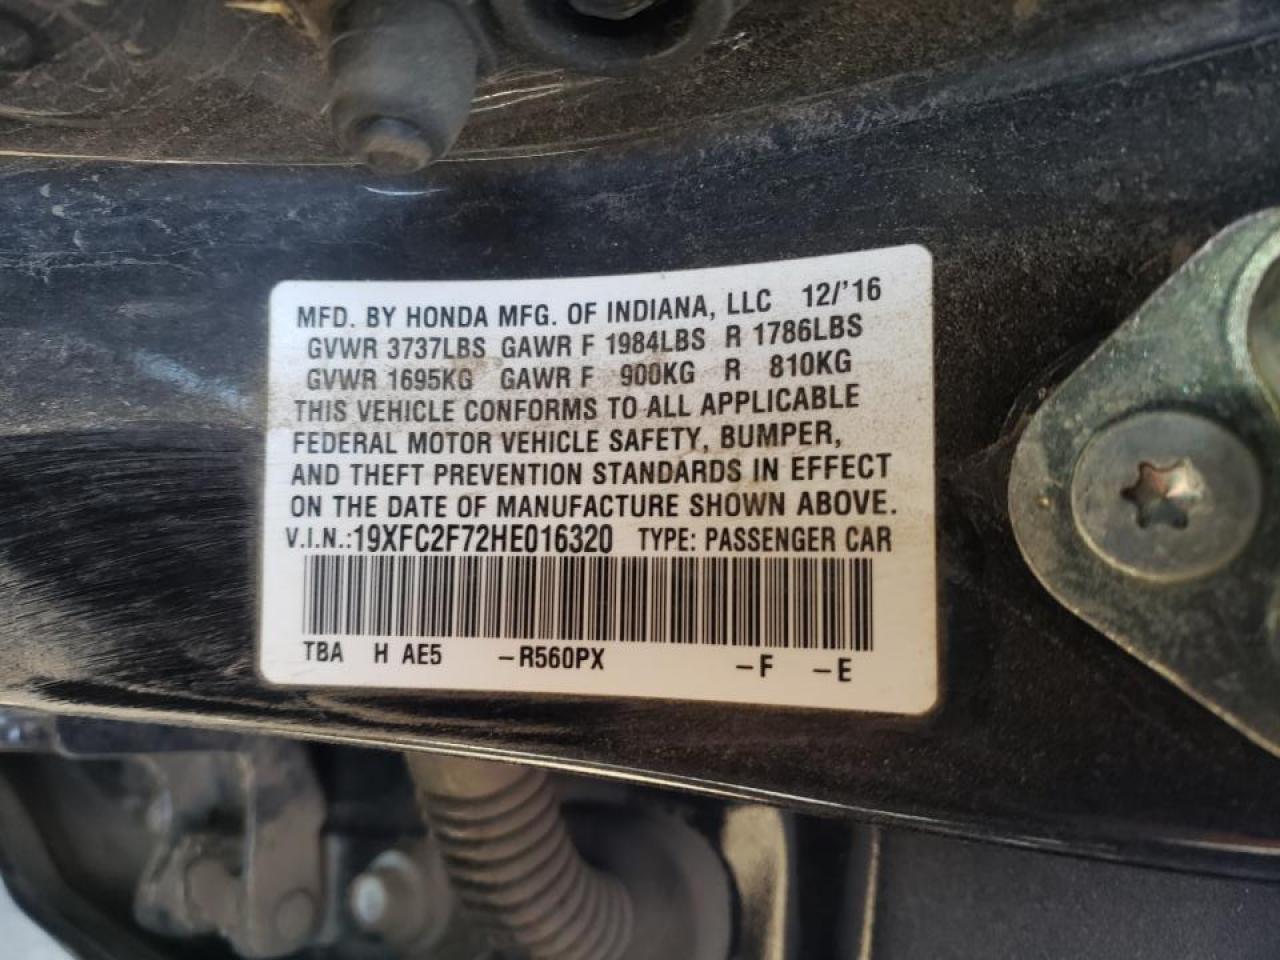 MFD. BY HONDA MFG. OF INDIANA, LLC 12/'16
GVWR 3737LBS GAWR F 1984LBS R 1786LBS
GVWR 1695KG GAWR F 900KG R 810KG
THIS VEHICLE CONFORMS TO ALL APPLICABLE
FEDERAL MOTOR VEHICLE SAFETY, BUMPER,
AND THEFT PREVENTION STANDARDS IN EFFECT
ON THE DATE OF MANUFACTURE SHOWN ABOVE.
V.I.N.:19XFC2F72HE016320 TYPE: PASSENGER CAR
TBA H AE5 -R560PX -F -E